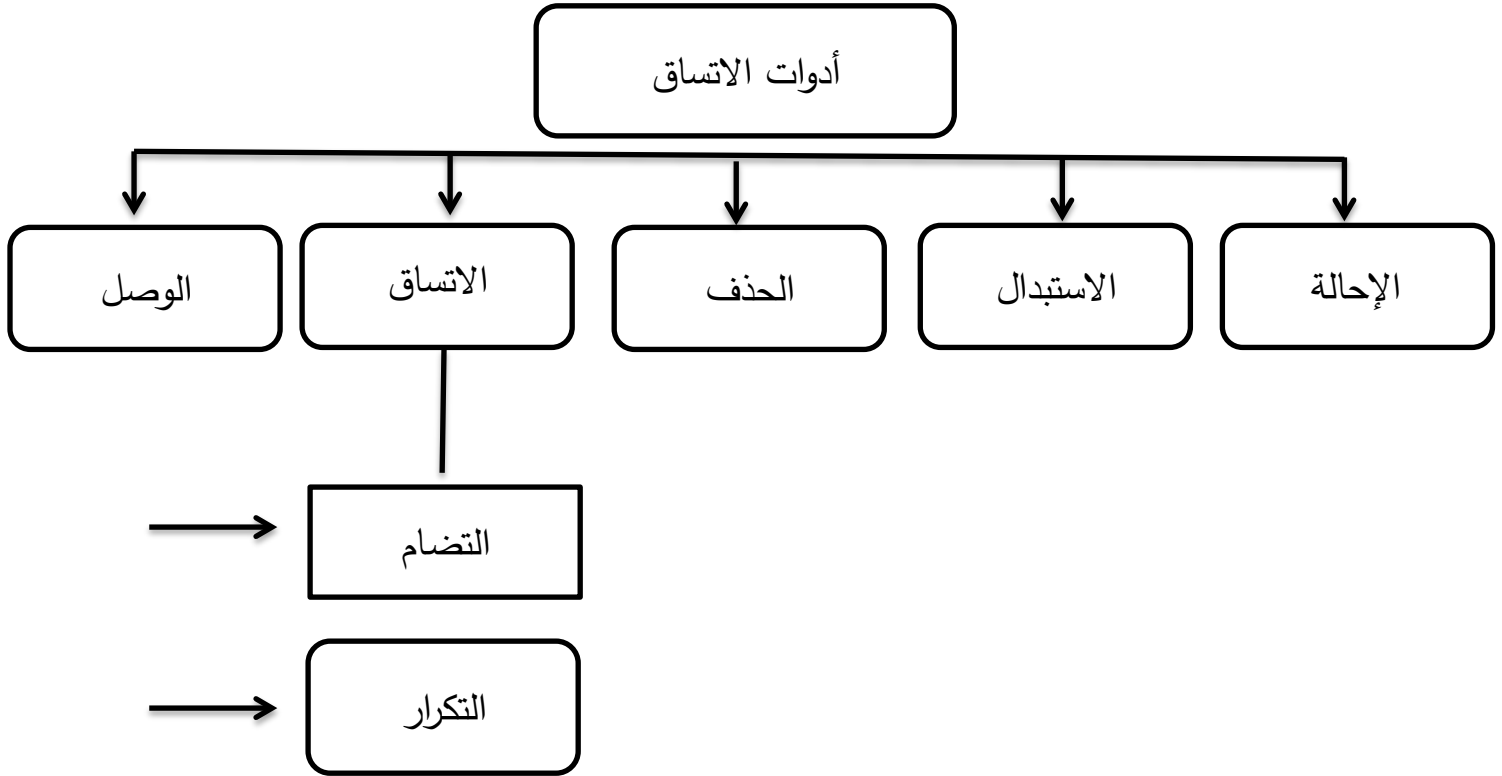 أدوات الاتساق
الإحالة
الاستبدال
الحذف
الاتساق
الوصل
التضام
التكرار